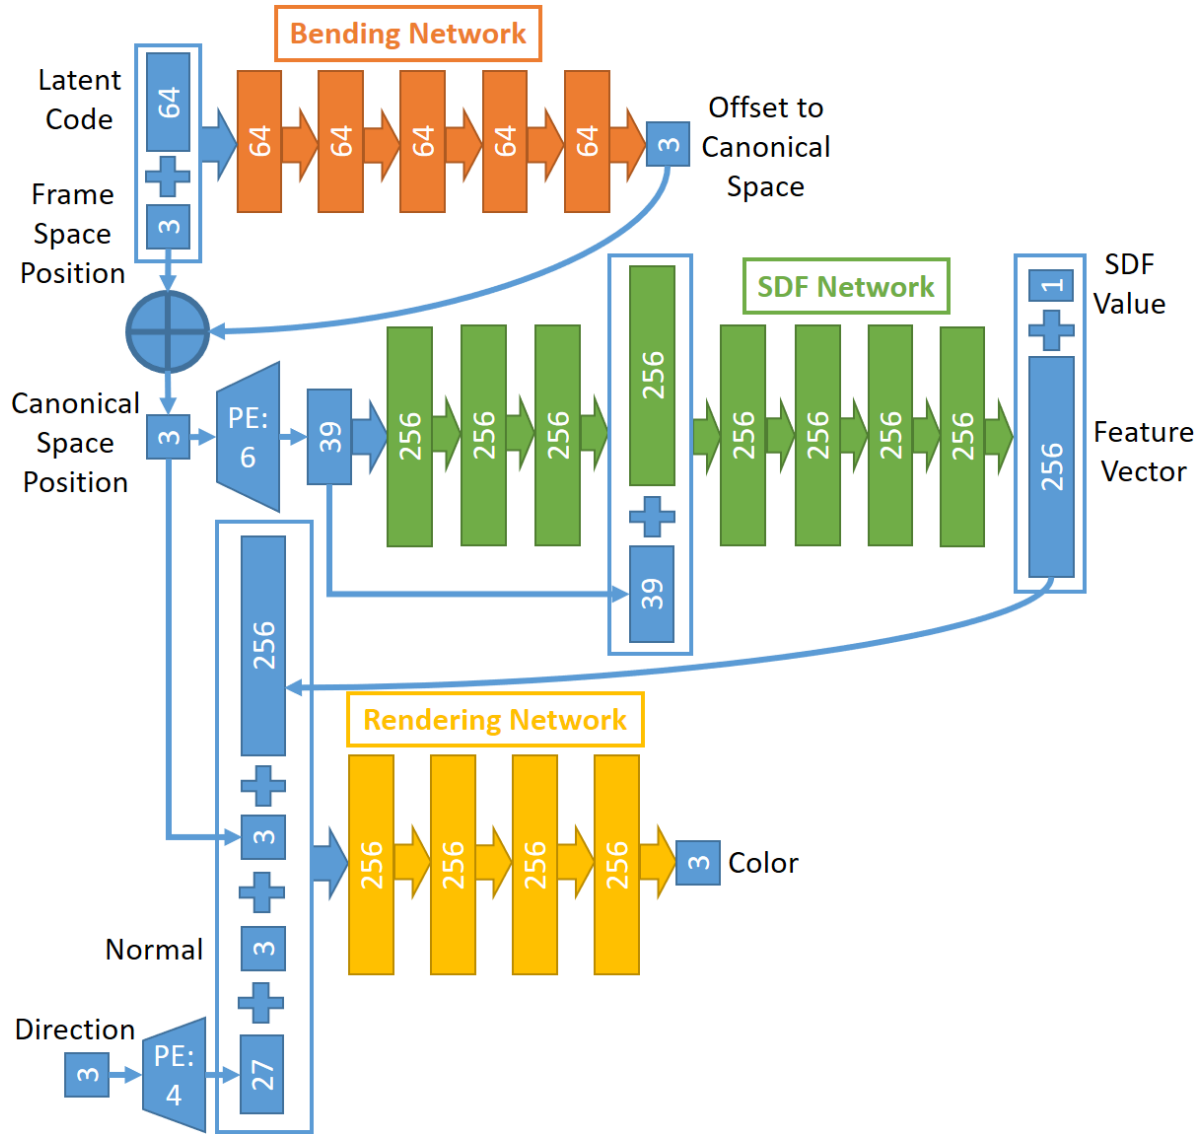 Bending Network
Latent
Code
64
3
Frame
Space
Position
64
64
64
64
64
3
Offset to
Canonical
Space
SDF Network
Canonical
Space
Position
3
PE:
6
39
256
256
256
256
39
256
256
256
256
1
256
SDF
Value
Feature
Vector
256
3
Normal
3
Direction
3
PE:
4
27
Rendering Network
256
256
256
256
3
Color